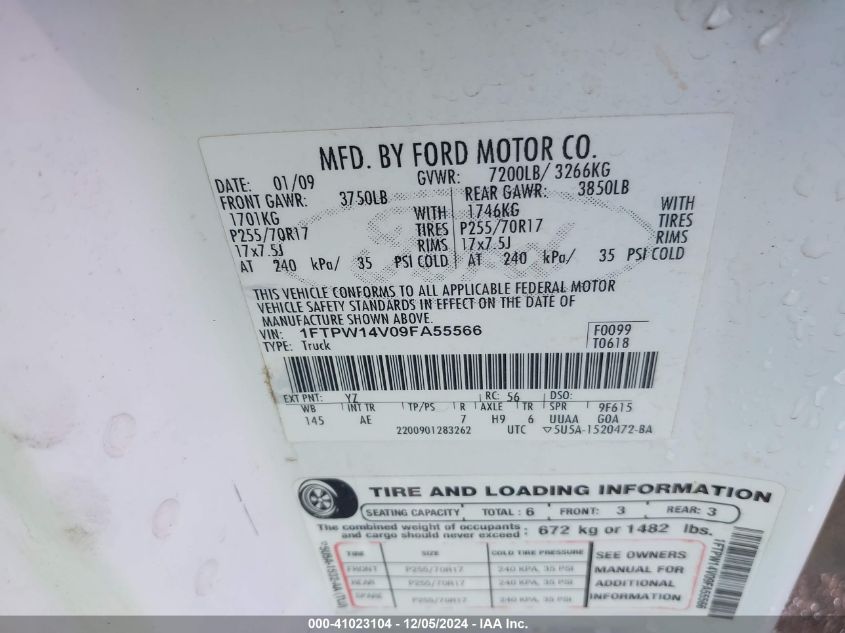 MFD. BY FORD MOTOR CO.
DATE: 01/09 GVWR: 7200LB/ 3266KG
FRONT GAWR: 3750LB REAR GAWR: 3850LB
1701KG WITH 1746KG WITH
P255/70R17 TIRES P255/70R17 TIRES
17x7.5J RIMS 17x7.5J RIMS
AT 240 kPa/ 35 PSI COLD AT 240 kPa/ 35 PSI COLD
THIS VEHICLE CONFORMS TO ALL APPLICABLE FEDERAL MOTOR
VEHICLE SAFETY STANDARDS IN EFFECT ON THE DATE OF
MANUFACTURE SHOWN ABOVE.
VIN: 1FTPW14V09FA55566 F0099
TYPE: Truck T0618
EXT PNT: YZ RC: 56 DSO:
WB INT TR TP/PS R AXLE TR SPR 9F615
145 AE 7 H9 6 UUAA G0A
2200901283262 UTC ▽5U5A-1520472-BA
TIRE AND LOADING INFORMATION
SEATING CAPACITY TOTAL : 6 FRONT: 3 REAR: 3
The combined weight of occupants
and cargo should never exceed : 672 kg or 1482 lbs.
TIRE SIZE COLD TIRE PRESSURE SEE OWNERS
FRONT P255/70R17 240 KPA, 35 PSI MANUAL FOR
REAR P255/70R17 240 KPA, 35 PSI ADDITIONAL
SPARE P255/70R17 240 KPA, 35 PSI INFORMATION
1FTPW14V09FA55566
000-41023104 - 12/05/2024 - IAA Inc.